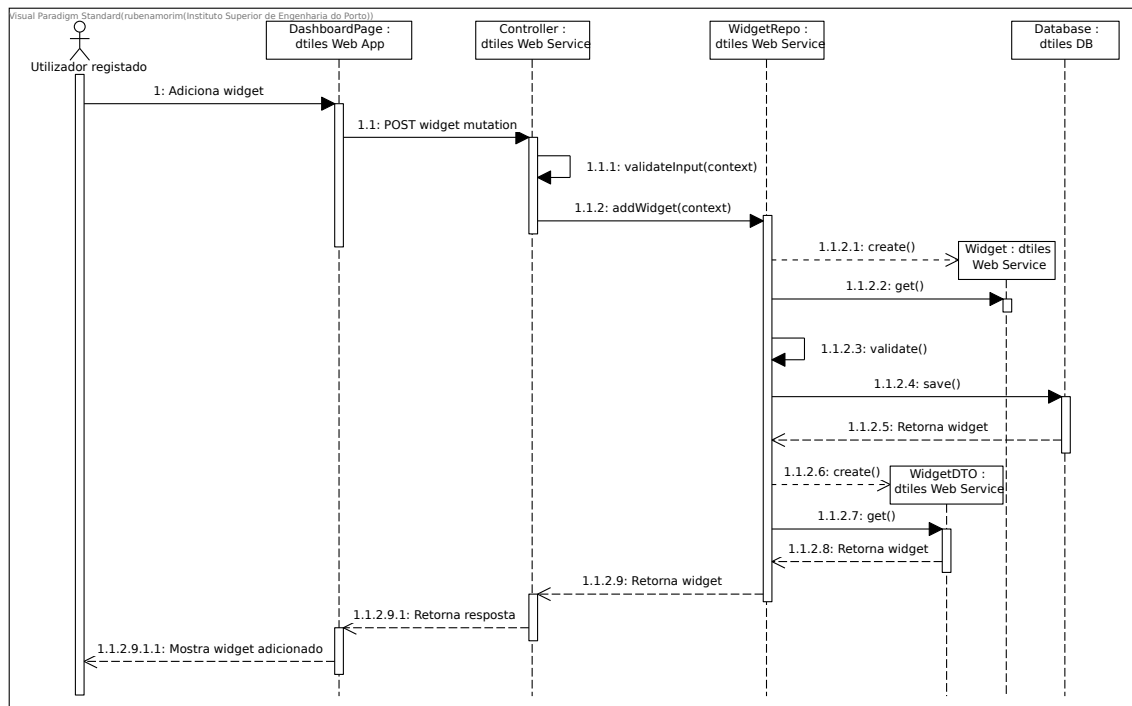 Visual Paradigm Standard(rubenamorim(Instituto Superior de Engenharia do Porto))
Utilizador registado
DashboardPage :
dtiles Web App
Controller :
dtiles Web Service
WidgetRepo :
dtiles Web Service
Database :
dtiles DB
1: Adiciona widget
1.1: POST widget mutation
1.1.1: validateInput(context)
1.1.2: addWidget(context)
1.1.2.1: create()
Widget : dtiles
Web Service
1.1.2.2: get()
1.1.2.3: validate()
1.1.2.4: save()
1.1.2.5: Retorna widget
1.1.2.6: create()
WidgetDTO :
dtiles Web Service
1.1.2.7: get()
1.1.2.8: Retorna widget
1.1.2.9: Retorna widget
1.1.2.9.1: Retorna resposta
1.1.2.9.1.1: Mostra widget adicionado